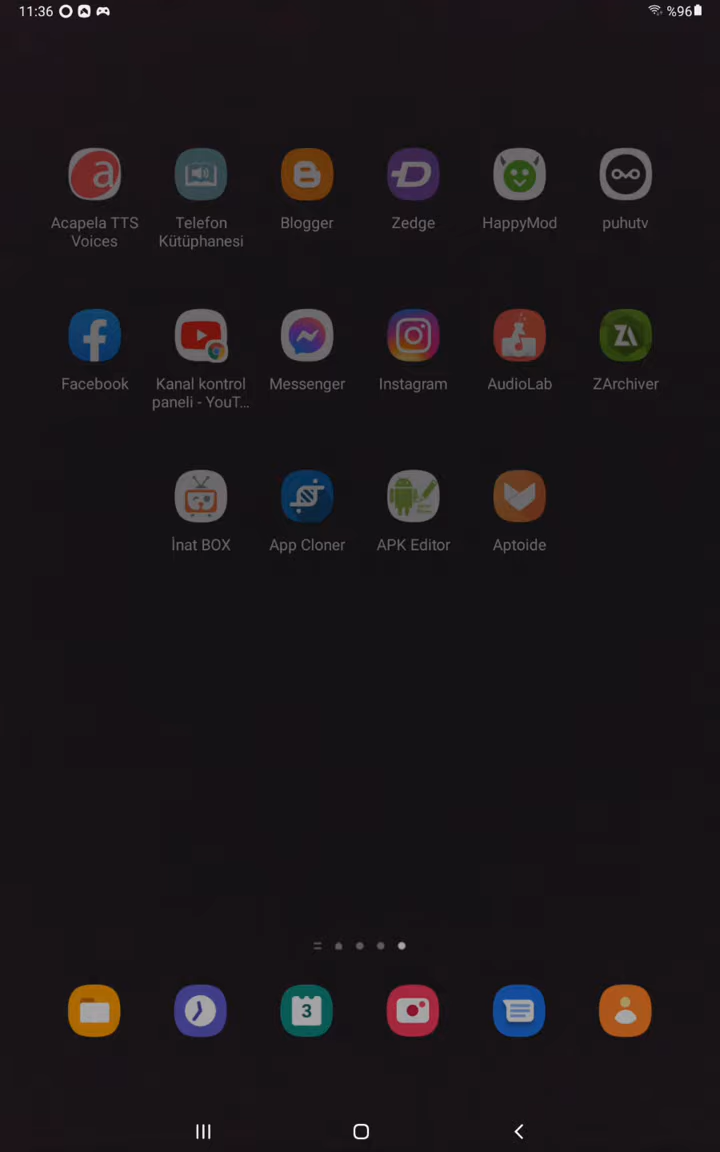 11:36
%96
Acapela TTS
Voices
Telefon
Kütüphanesi
Blogger
Zedge
HappyMod
puhutv
Facebook
Kanal kontrol
paneli - YouT...
Messenger
Instagram
AudioLab
ZArchiver
İnat BOX
App Cloner
APK Editor
Aptoide
3